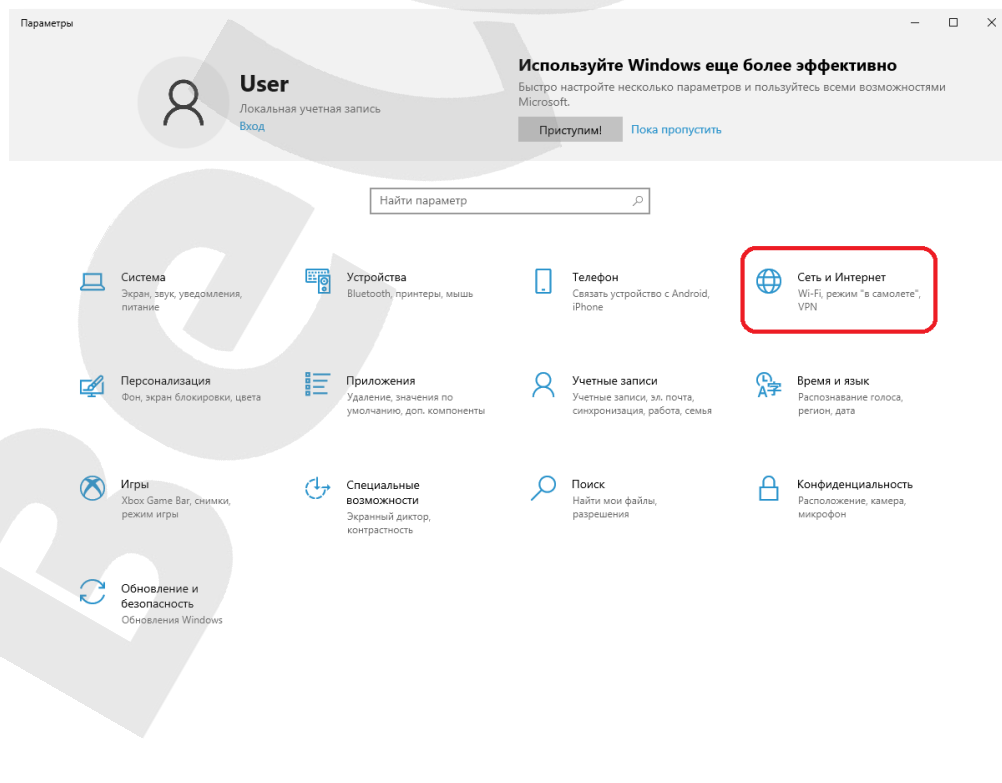 Параметры
User
Локальная учетная запись
Вход
Используйте Windows еще более эффективно
Быстро настройте несколько параметров и пользуйтесь всеми возможностями
Microsoft.
Приступим!
Пока пропустить
Найти параметр
Система
Экран, звук, уведомления,
питание
Устройства
Bluetooth, принтеры, мышь
Телефон
Связать устройство с Android,
iPhone
Сеть и Интернет
Wi-Fi, режим "в самолете",
VPN
Персонализация
Фон, экран блокировки, цвета
Приложения
Удаление, значения по
умолчанию, доп. компоненты
Учетные записи
Учетные записи, эл. почта,
синхронизация, работа, семья
Время и язык
Распознавание голоса,
регион, дата
Игры
Xbox Game Bar, снимки,
режим игры
Специальные
возможности
Экранный диктор,
контрастность
Поиск
Найти мои файлы,
разрешения
Конфиденциальность
Расположение, камера,
микрофон
Обновление и
безопасность
Обновления Windows